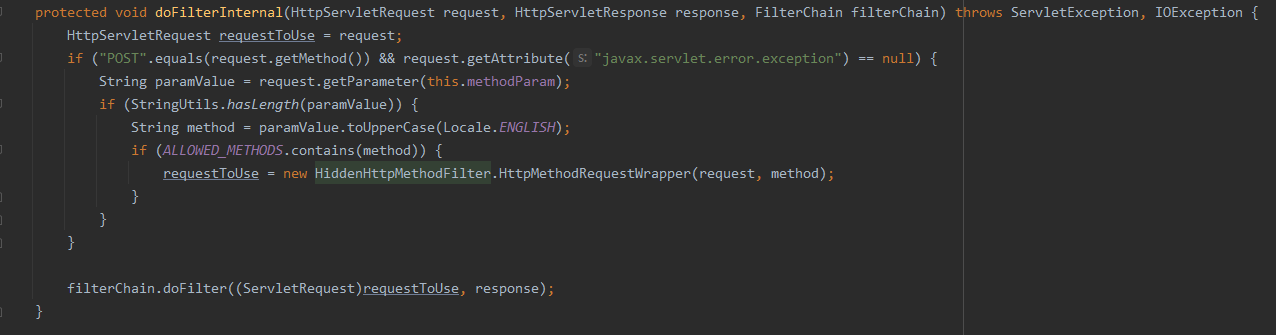 protected void doFilterInternal(HttpServletRequest request, HttpServletResponse response, FilterChain filterChain) throws ServletException, IOException {
    HttpServletRequest requestToUse = request;
    if ("POST".equals(request.getMethod()) && request.getAttribute( s: "javax.servlet.error.exception") == null) {
        String paramValue = request.getParameter(this.methodParam);
        if (StringUtils.hasLength(paramValue)) {
            String method = paramValue.toUpperCase(Locale.ENGLISH);
            if (ALLOWED_METHODS.contains(method)) {
                requestToUse = new HiddenHttpMethodFilter.HttpMethodRequestWrapper(request, method);
            }
        }
    }
    filterChain.doFilter((ServletRequest)requestToUse, response);
}